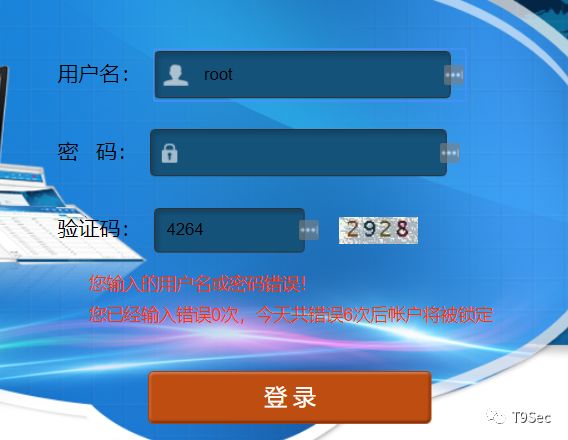 用户名：
root
密 码：
验证码：
4264
2928
您输入的用户名或密码错误！
您已经输入错误0次，今天共错误6次后帐户将被锁定
登录
T9Sec